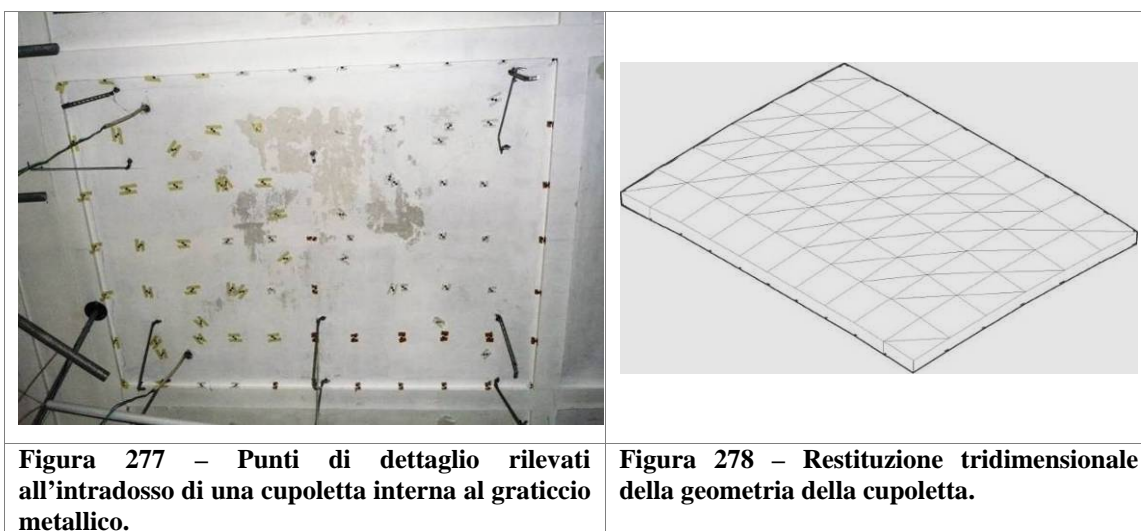 Figura 277 – Punti di dettaglio rilevati
all'intradosso di una cupoletta interna al graticcio
metallico.
Figura 278 – Restituzione tridimensionale
della geometria della cupoletta.